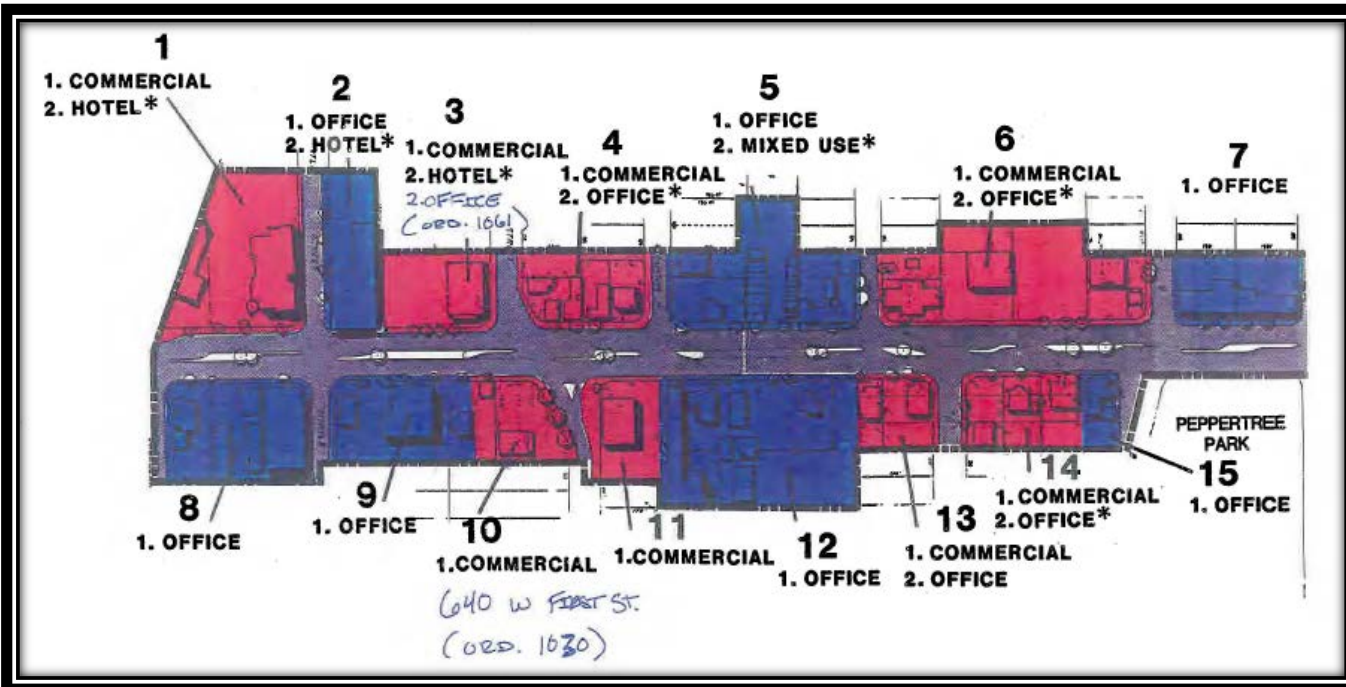 1
1. COMMERCIAL
2. HOTEL*
2
1. OFFICE
2. HOTEL*
3
1. COMMERCIAL
2. HOTEL*
2. OFFICE
(ORD. 1061)
4
1. COMMERCIAL
2. OFFICE*
5
1. OFFICE
2. MIXED USE*
6
1. COMMERCIAL
2. OFFICE*
7
1. OFFICE
8
1. OFFICE
9
1. OFFICE
10
1. COMMERCIAL
640 W FIRST ST.
(ORD. 1030)
11
1. COMMERCIAL
12
1. OFFICE
13
1. COMMERCIAL
2. OFFICE
14
1. COMMERCIAL
2. OFFICE*
PEPPERTREE
PARK
15
1. OFFICE